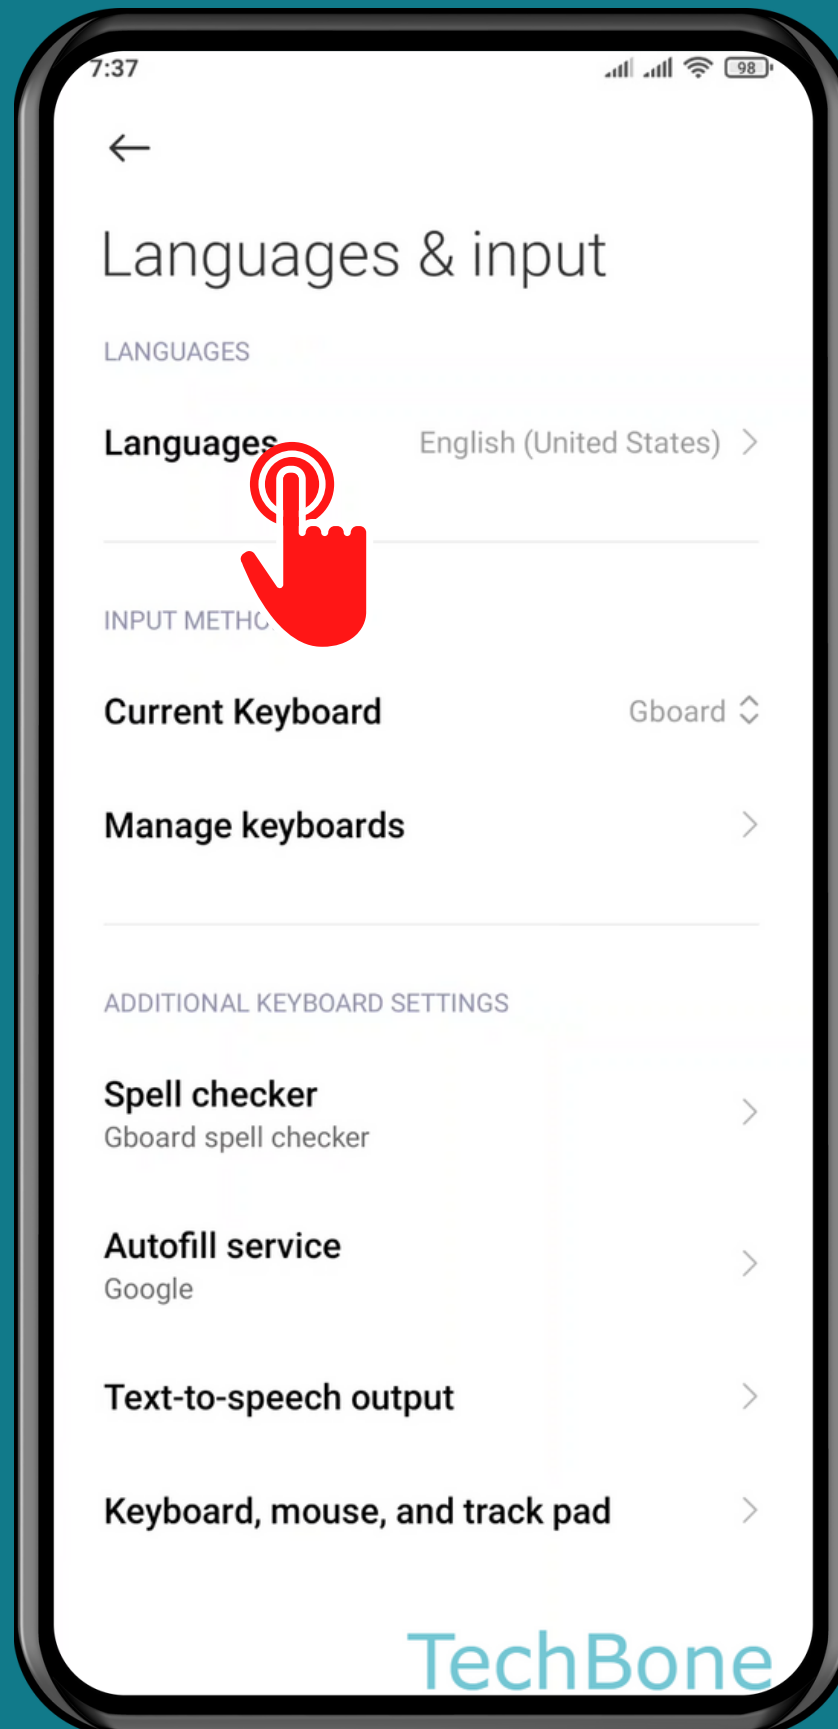 7:37
98
Languages & input
LANGUAGES
Languages English (United States)
INPUT
Current Keyboard Gboard
Manage keyboards
ADDITIONAL KEYBOARD SETTINGS
Spell checker
Gboard spell checker
Autofill service
Google
Text-to-speech output
Keyboard, mouse, and track pad
TechBone